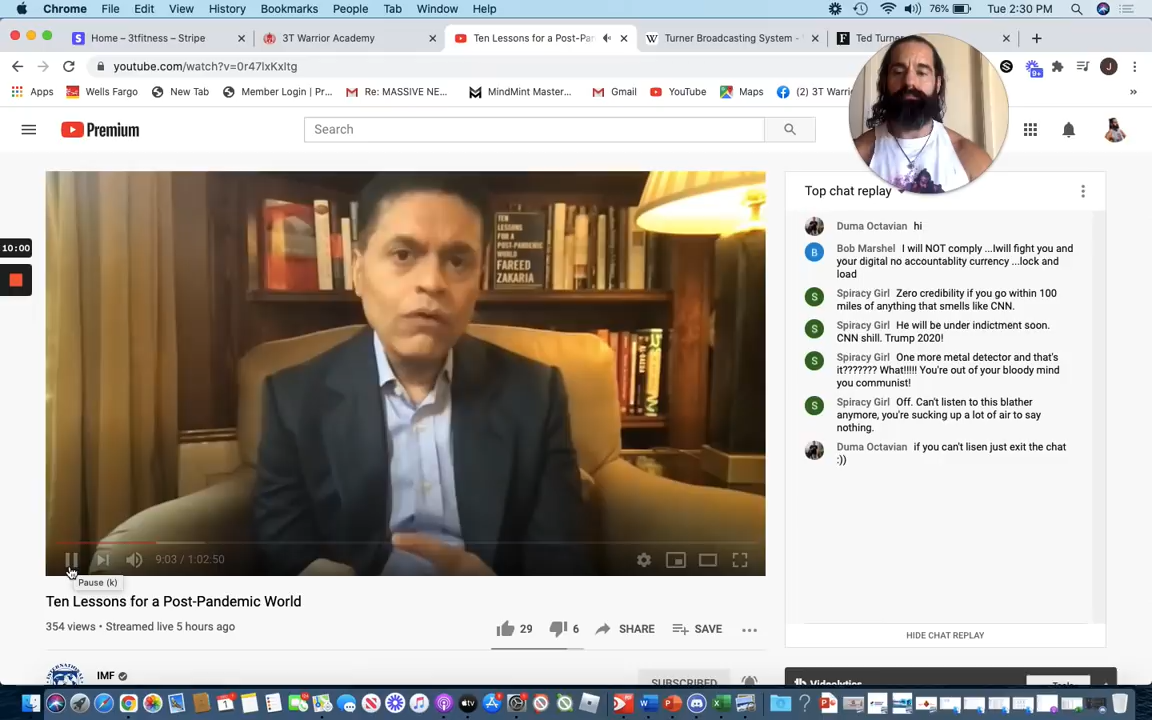 Chrome File Edit View History Bookmarks People Tab Window Help 76% Tue 2:30 PM
Home – 3tfitness – Stripe 3T Warrior Academy Ten Lessons for a Post-Pan Turner Broadcasting System - Ted Turner
youtube.com/watch?v=0r47lxKxltg
Apps Wells Fargo New Tab Member Login | Pr... Re: MASSIVE NE... MindMint Master... Gmail YouTube Maps (2) 3T Warri
9+
J
Premium
Search
Top chat replay
Duma Octavian hi
Bob Marshel I will NOT comply ...Iwill fight you and
your digital no accountablity currency ...lock and
load
Spiracy Girl Zero credibility if you go within 100
miles of anything that smells like CNN.
Spiracy Girl He will be under indictment soon.
CNN shill. Trump 2020!
Spiracy Girl One more metal detector and that's
it??????? What!!!!! You're out of your bloody mind
you communist!
Spiracy Girl Off. Can't listen to this blather
anymore, you're sucking up a lot of air to say
nothing.
Duma Octavian if you can't lisen just exit the chat
:))
10:00
TEN
LESSONS
FOR A
POST-PANDEMIC
WORLD
FAREED
ZAKARIA
9:03 / 1:02:50
Pause (k)
Ten Lessons for a Post-Pandemic World
354 views • Streamed live 5 hours ago
29 6 SHARE SAVE
HIDE CHAT REPLAY
IMF
SUBSCRIBED
Videolytics